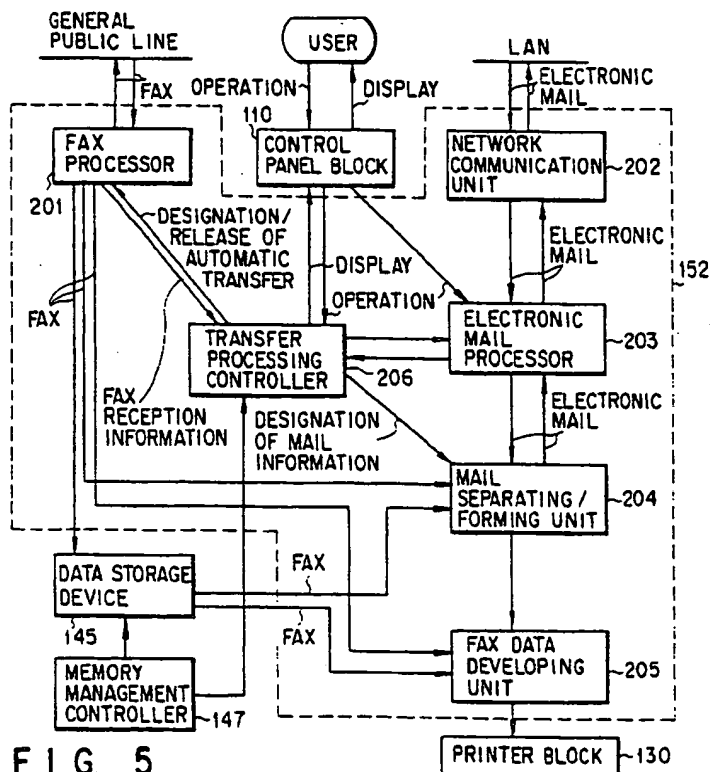 GENERAL
PUBLIC LINE
USER
LAN
FAX
OPERATION
DISPLAY
ELECTRONIC
MAIL
110
FAX
PROCESSOR
201
CONTROL
PANEL BLOCK
NETWORK
COMMUNICATION
UNIT
202
DESIGNATION/
RELEASE OF
AUTOMATIC
TRANSFER
DISPLAY
OPERATION
ELECTRONIC
MAIL
152
FAX
TRANSFER
PROCESSING
CONTROLLER
206
ELECTRONIC
MAIL
PROCESSOR
203
FAX
RECEPTION
INFORMATION
DESIGNATION
OF MAIL
INFORMATION
ELECTRONIC
MAIL
MAIL
SEPARATING/
FORMING UNIT
204
DATA STORAGE
DEVICE
145
FAX
FAX
MEMORY
MANAGEMENT
CONTROLLER
147
FAX DATA
DEVELOPING
UNIT
205
FIG. 5
PRINTER BLOCK
130